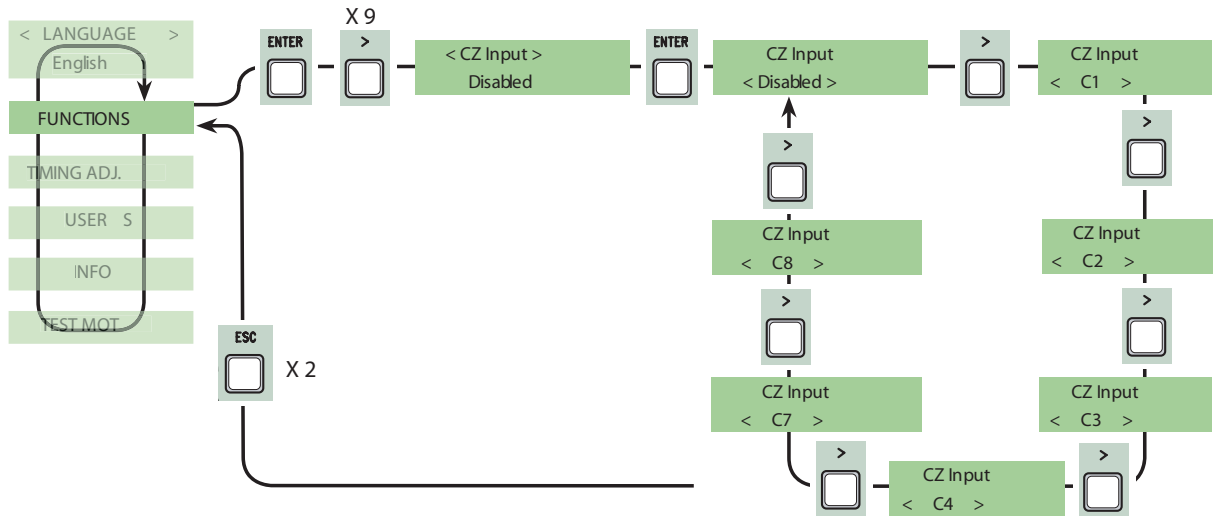 < LANGUAGE >
English
FUNCTIONS
TIMING ADJ.
USER S
INFO
TEST MOT
ENTER
X 9
>
< CZ Input >
Disabled
ENTER
CZ Input
< Disabled >
>
CZ Input
< C1 >
>
CZ Input
< C2 >
>
CZ Input
< C3 >
>
CZ Input
< C4 >
>
CZ Input
< C7 >
>
CZ Input
< C8 >
>
ESC
X 2